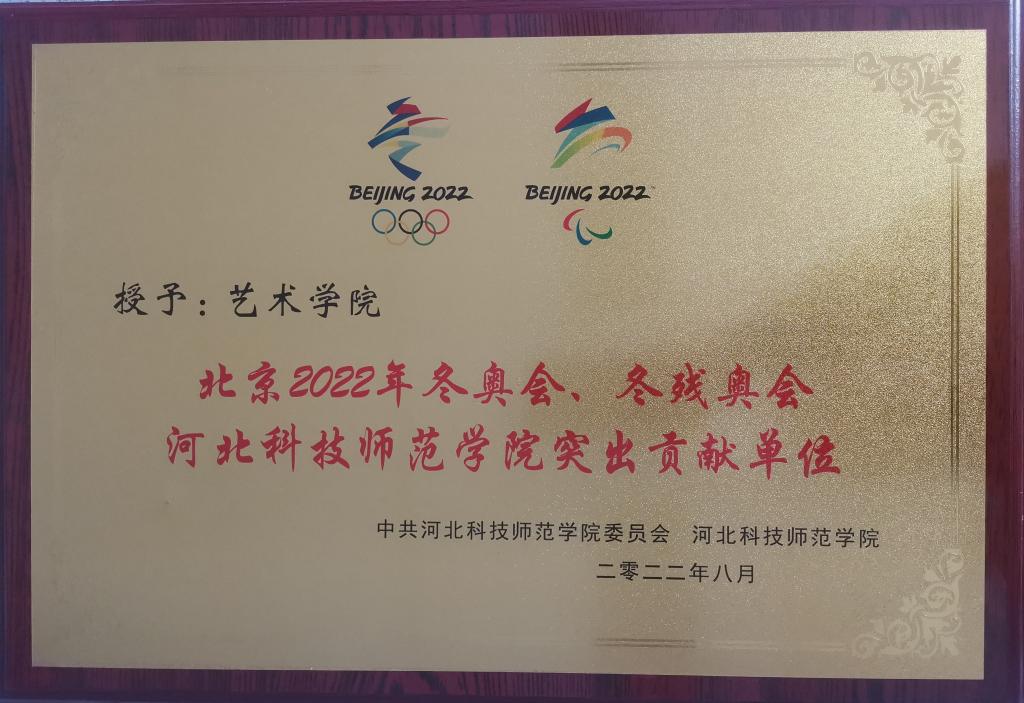 BEIJING 2022 BEIJING 2022™
授予：艺术学院
北京2022年冬奥会、冬残奥会
河北科技师范学院突出贡献单位
中共河北科技师范学院委员会 河北科技师范学院
二零二二年八月